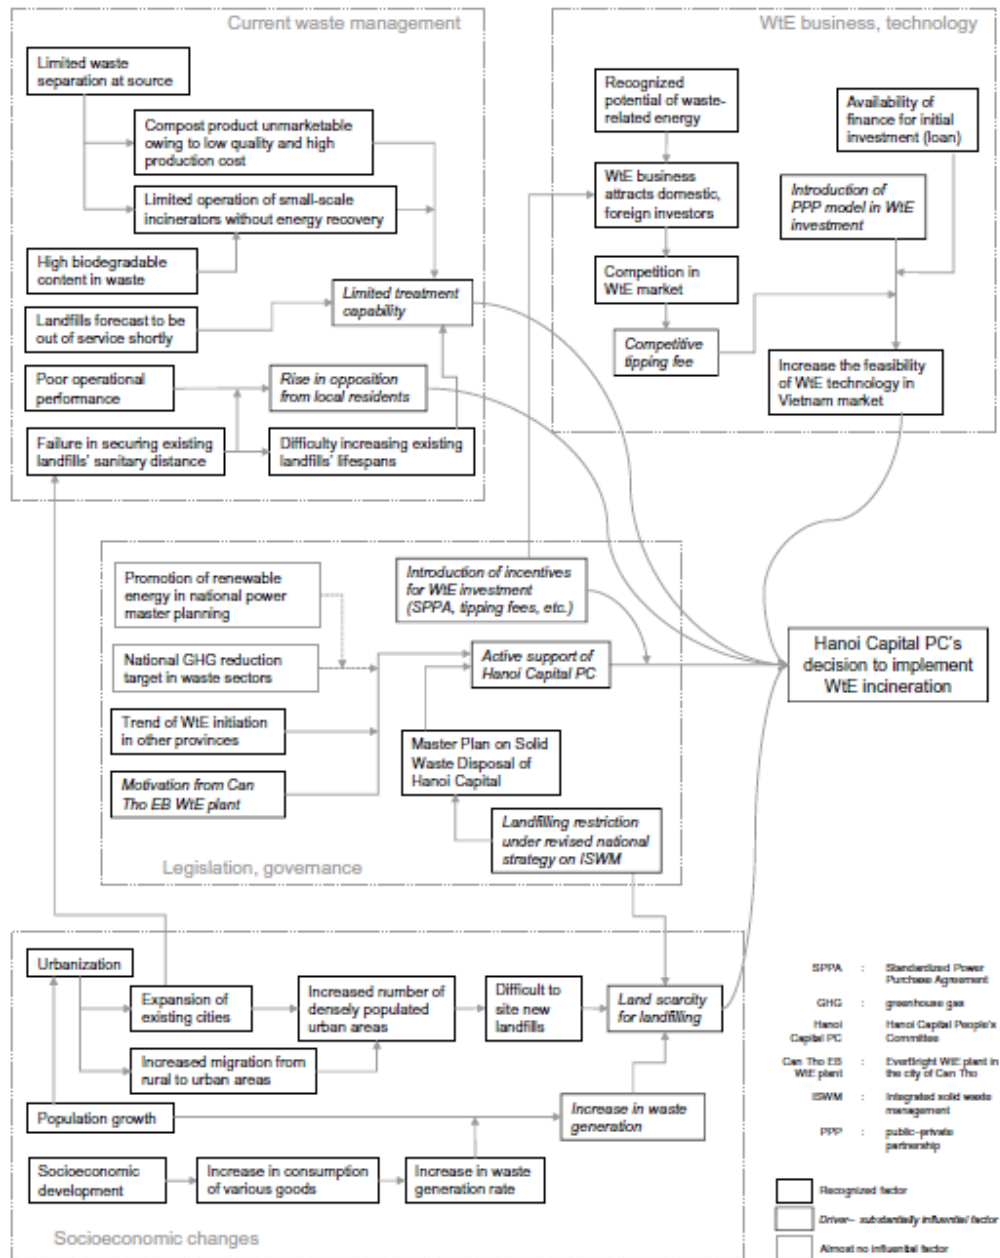 Current waste management
Limited waste
separation at source
Compost product unmarketable
owing to low quality and high
production cost
Limited operation of small-scale
incinerators without energy recovery
High biodegradable
content in waste
Landfills forecast to be
out of service shortly
Limited treatment
capability
Poor operational
performance
Rise in opposition
from local residents
Failure in securing existing
landfills' sanitary distance
Difficulty increasing existing
landfills' lifespans
WtE business, technology
Recognized
potential of waste-
related energy
Availability of
finance for initial
investment (loan)
WtE business
attracts domestic,
foreign investors
Introduction of
PPP model in WtE
investment
Competition in
WtE market
Competitive
tipping fee
Increase the feasibility
of WtE technology in
Vietnam market
Promotion of renewable
energy in national power
master planning
Introduction of incentives
for WtE investment
(SPPA, tipping fees, etc.)
National GHG reduction
target in waste sectors
Active support of
Hanoi Capital PC
Trend of WtE initiation
in other provinces
Master Plan on Solid
Waste Disposal of
Hanoi Capital
Motivation from Can
Tho EB WtE plant
Landfilling restriction
under revised national
strategy on ISWM
Legislation, governance
Hanoi Capital PC's
decision to implement
WtE incineration
Urbanization
Expansion of
existing cities
Increased number of
densely populated
urban areas
Difficult to
site new
landfills
Land scarcity
for landfilling
Increased migration from
rural to urban areas
Population growth
Increase in waste
generation
Socioeconomic
development
Increase in consumption
of various goods
Increase in waste
generation rate
Socioeconomic changes
SPPA : Standardized Power
Purchase Agreement
GHG : greenhouse gas
Hanoi : Hanoi Capital People's
Capital PC Committee
Can Tho EB : EverBright WtE plant in
WtE plant the city of Can Tho
ISWM : Integrated solid waste
management
PPP : public–private
partnership
Recognized factor
Driver– substantially influential factor
Almost no influential factor